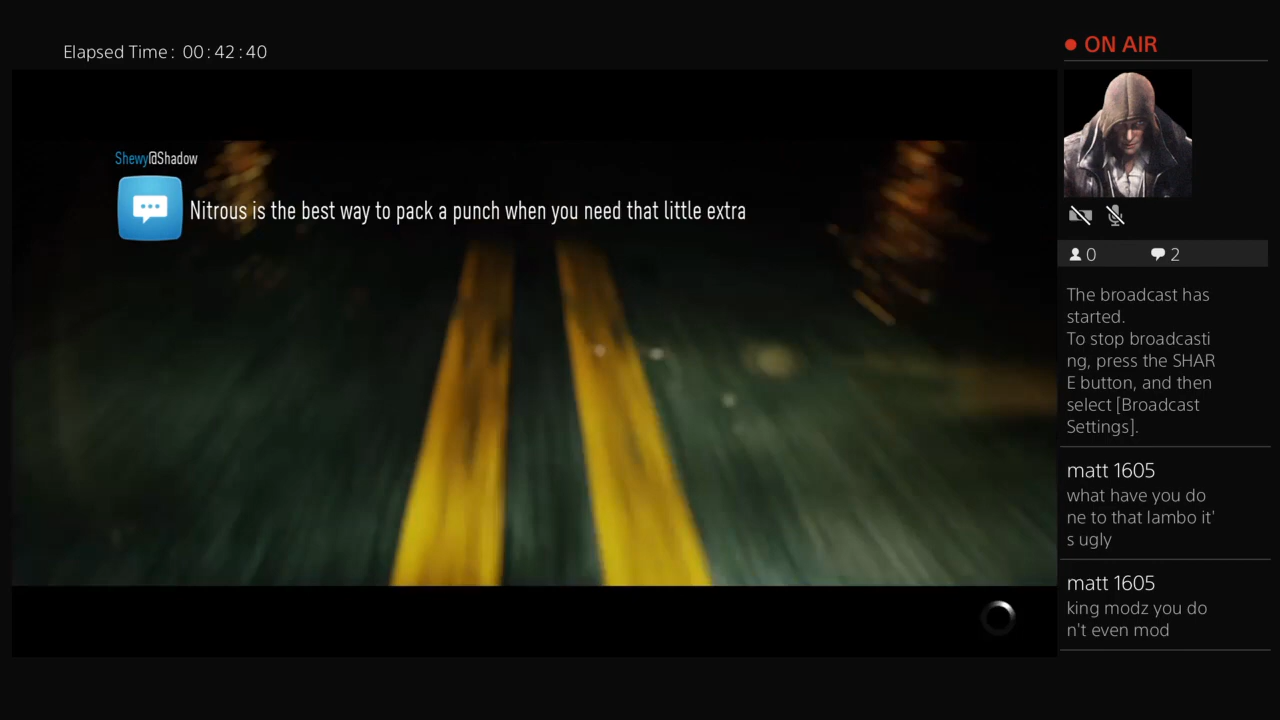 Elapsed Time: 00:42:40
ON AIR
Shewy@Shadow
Nitrous is the best way to pack a punch when you need that little extra
0 2
The broadcast has
started.
To stop broadcasti
ng, press the SHAR
E button, and then
select [Broadcast
Settings].
matt 1605
what have you do
ne to that lambo it'
s ugly
matt 1605
king modz you do
n't even mod